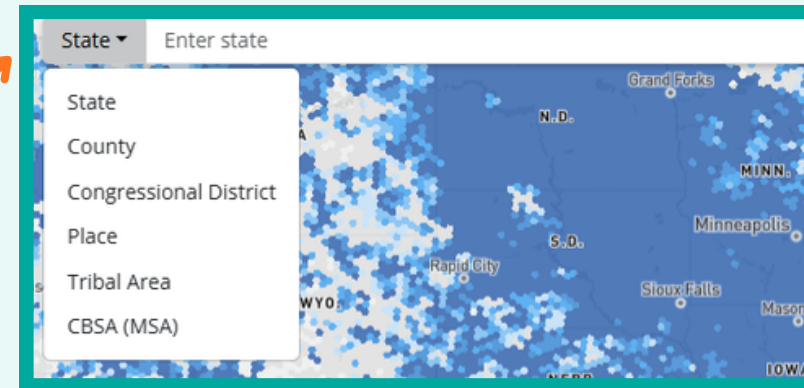 State Enter state
State
County
Congressional District
Place
Tribal Area
CBSA (MSA)
Grand Forks
N.D.
MINN.
Minneapolis
S.D.
Rapid City
Sioux Falls
WYO.